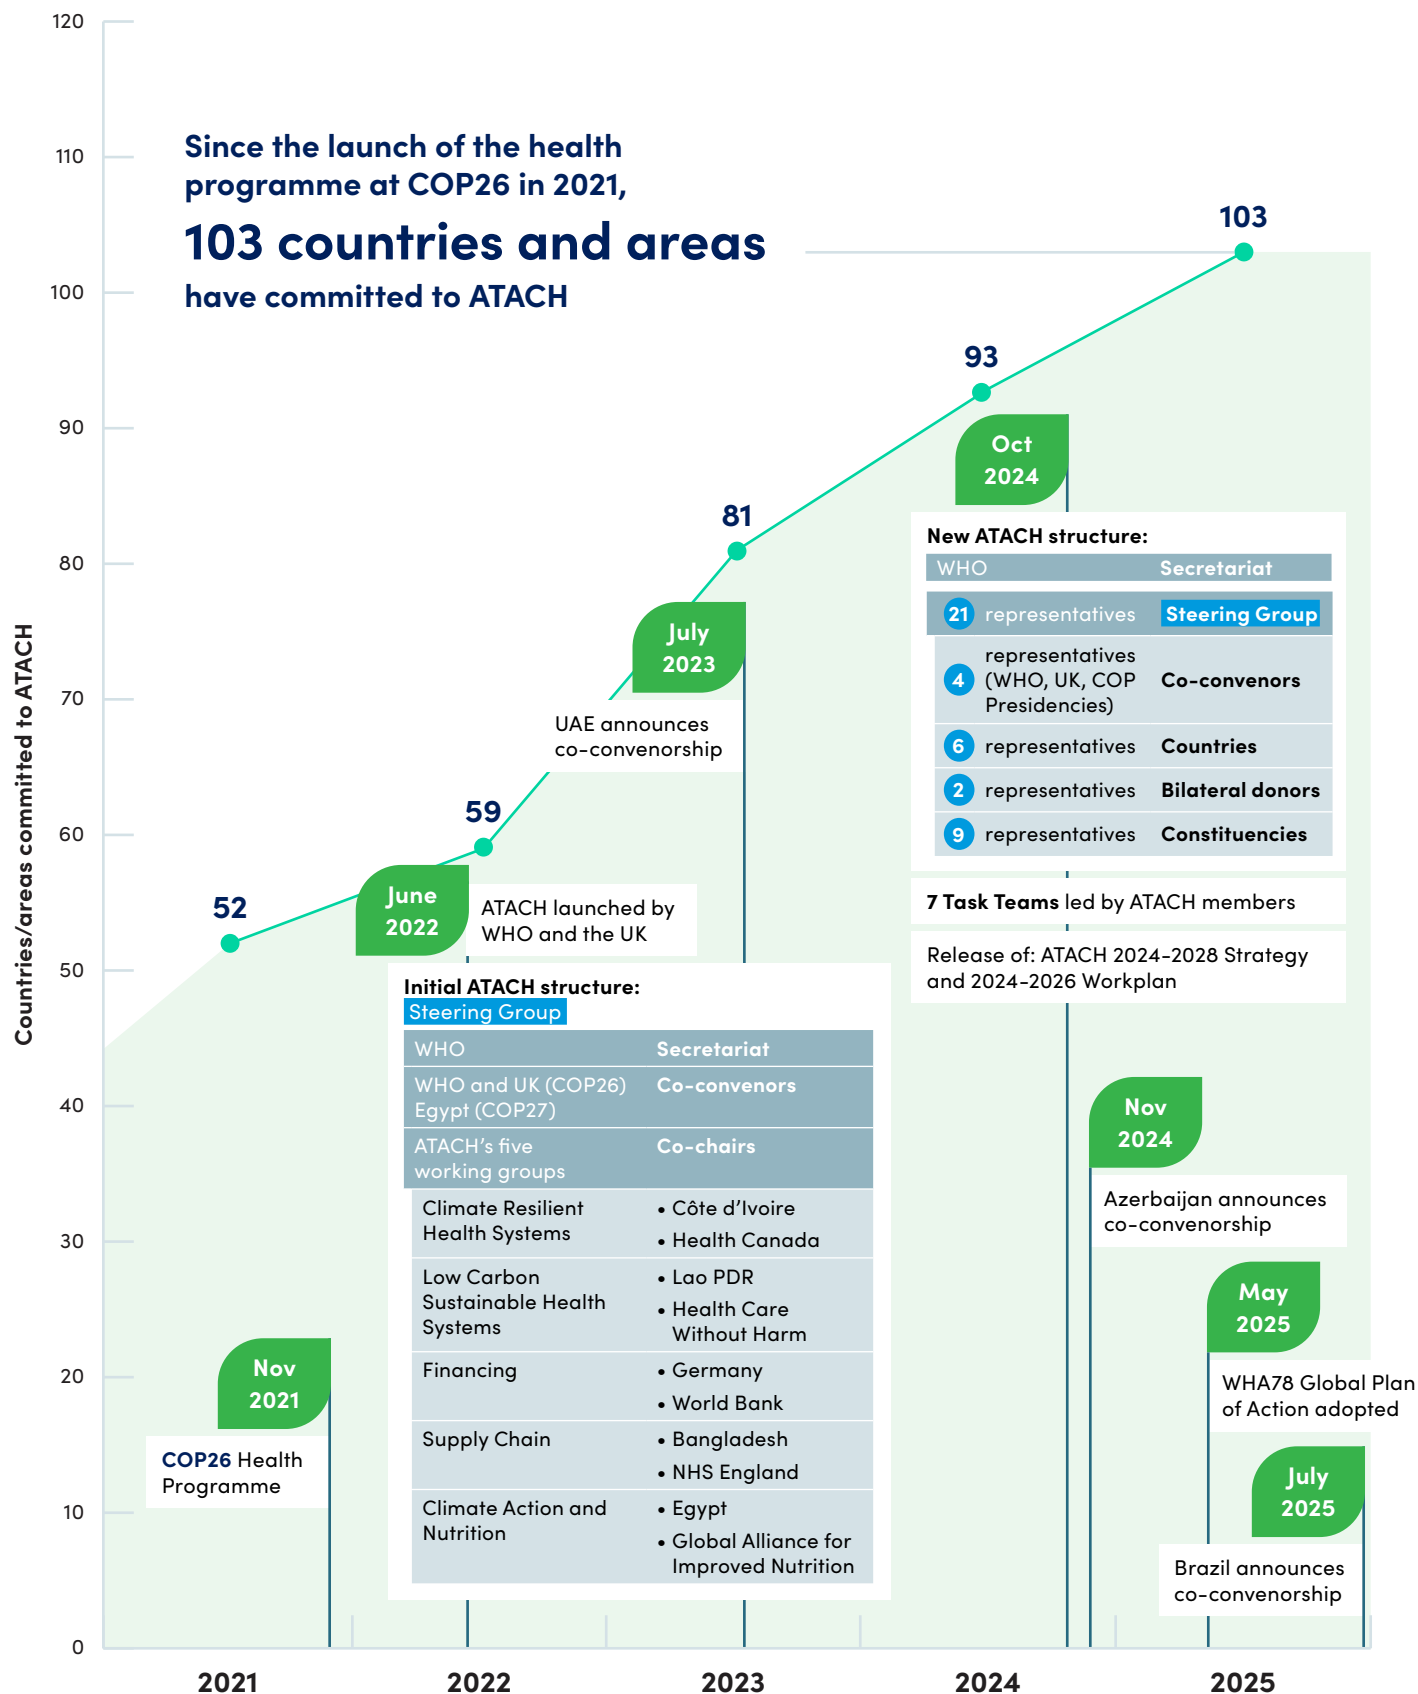 120
110
100
90
80
70
60
50
40
30
20
10
0
Countries/areas committed to ATACH
Since the launch of the health
programme at COP26 in 2021,
103 countries and areas
have committed to ATACH
52
59
81
93
103
Nov
2021
COP26 Health
Programme
June
2022
ATACH launched by
WHO and the UK
Initial ATACH structure:
Steering Group
WHO Secretariat
WHO and UK (COP26) Co-convenors
Egypt (COP27)
ATACH's five Co-chairs
working groups
Climate Resilient • Côte d'Ivoire
Health Systems • Health Canada
Low Carbon • Lao PDR
Sustainable Health • Health Care
Systems Without Harm
Financing • Germany
• World Bank
Supply Chain • Bangladesh
• NHS England
Climate Action and • Egypt
Nutrition • Global Alliance for
Improved Nutrition
July
2023
UAE announces
co-convenorship
Oct
2024
New ATACH structure:
WHO Secretariat
21 representatives Steering Group
representatives
4 (WHO, UK, COP Co-convenors
Presidencies)
6 representatives Countries
2 representatives Bilateral donors
9 representatives Constituencies
7 Task Teams led by ATACH members
Release of: ATACH 2024-2028 Strategy
and 2024-2026 Workplan
Nov
2024
Azerbaijan announces
co-convenorship
May
2025
WHA78 Global Plan
of Action adopted
July
2025
Brazil announces
co-convenorship
2021 2022 2023 2024 2025